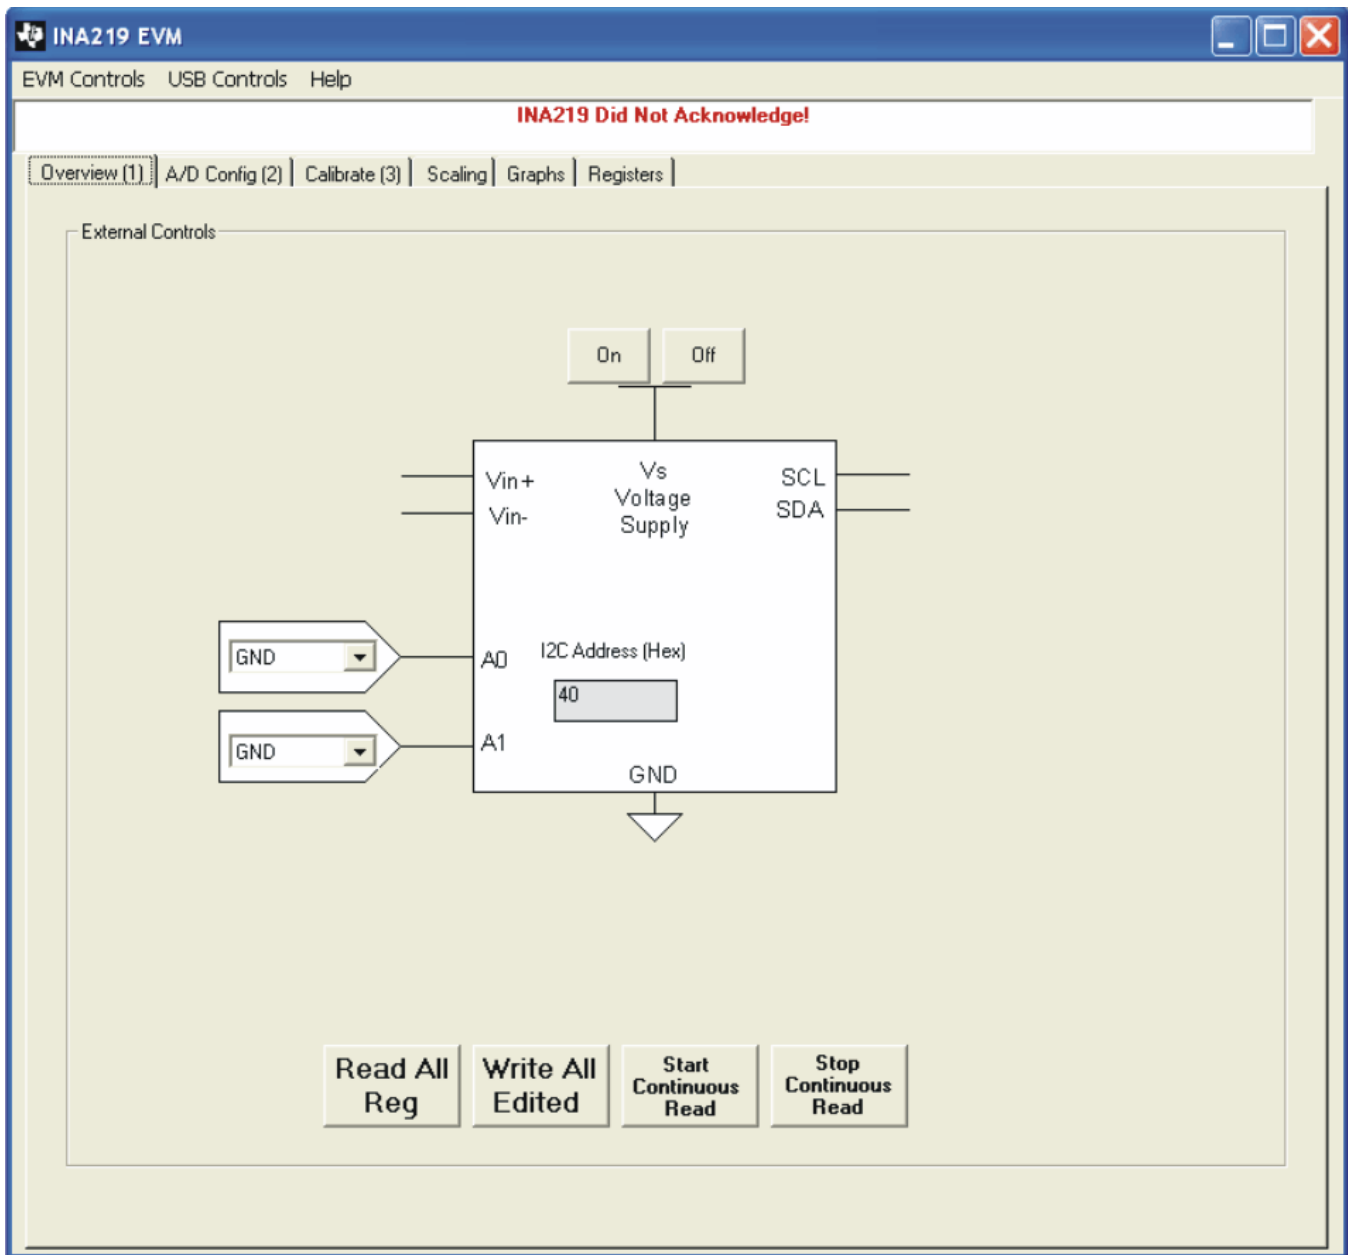 INA219 EVM
EVM Controls USB Controls Help
INA219 Did Not Acknowledge!
Overview (1) A/D Config (2) Calibrate (3) Scaling Graphs Registers
External Controls
On Off
Vin+
Vin-
Vs
Voltage
Supply
SCL
SDA
GND
A0
I2C Address (Hex)
40
GND
A1
GND
Read All
Reg
Write All
Edited
Start
Continuous
Read
Stop
Continuous
Read